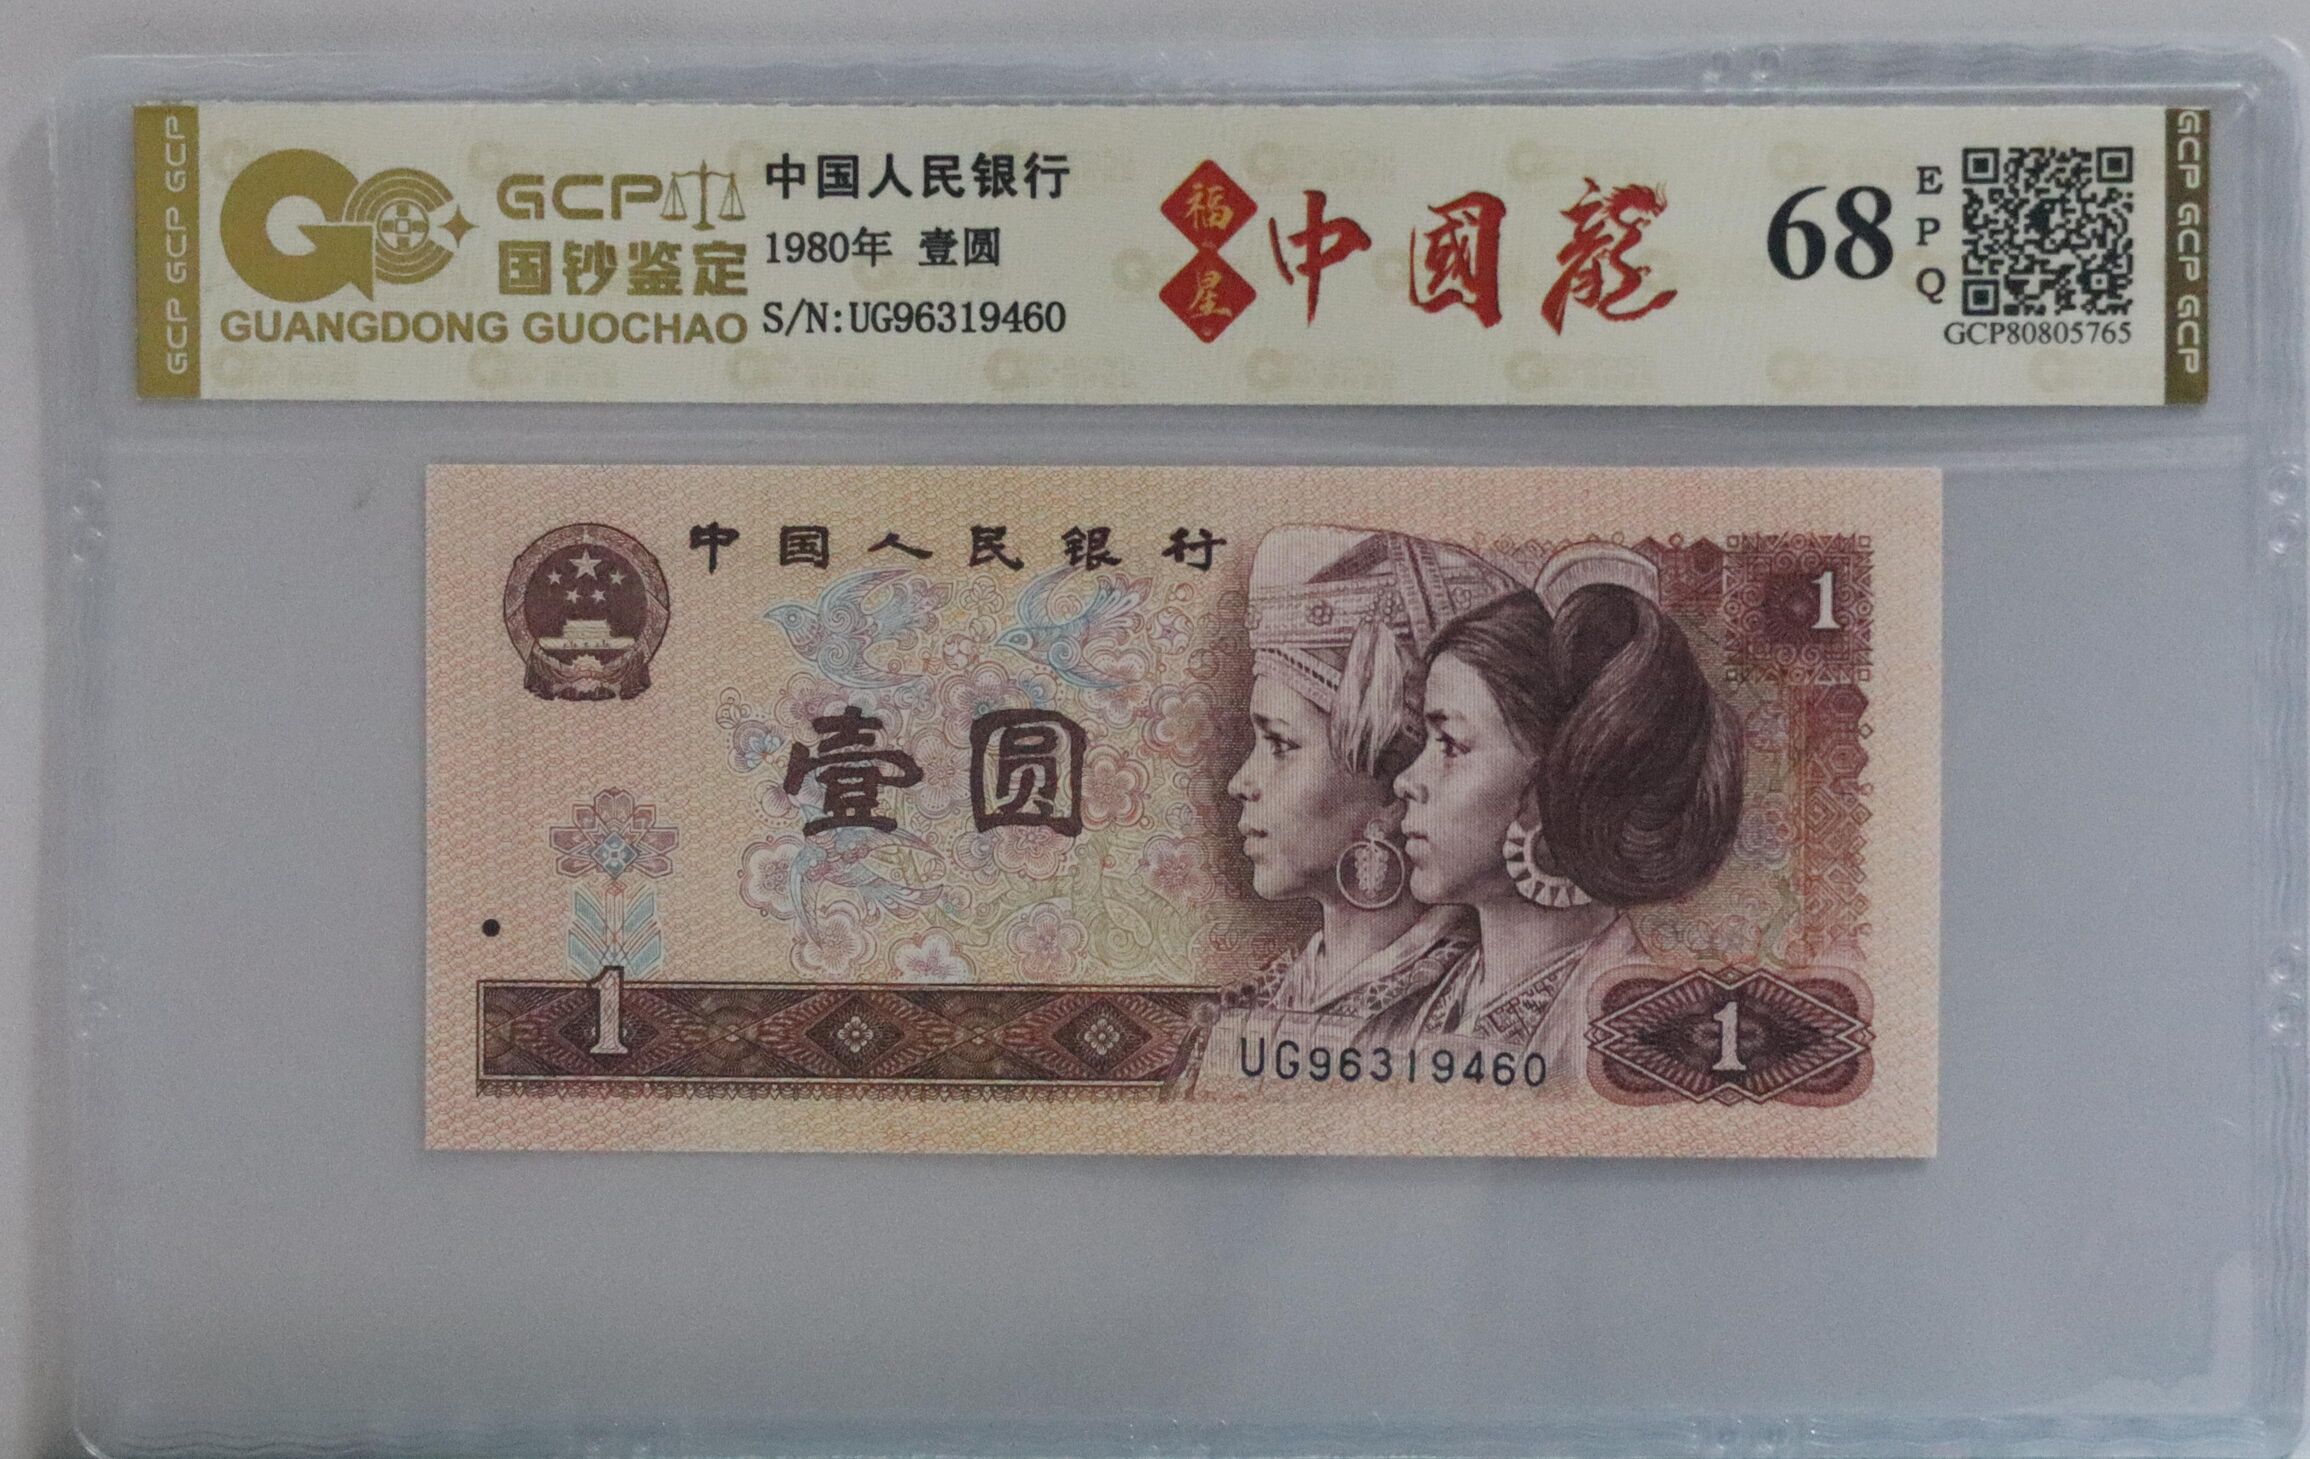 GCP GCP GCP
GCP
国钞鉴定
GUANGDONG GUOCHAO
中国人民银行
1980年 壹圆
S/N:UG96319460
福星
中國龍
68
EPQ
GCP80805765
GCP GCP GCP
中国人民银行
1
壹圆
1
UG96319460
1